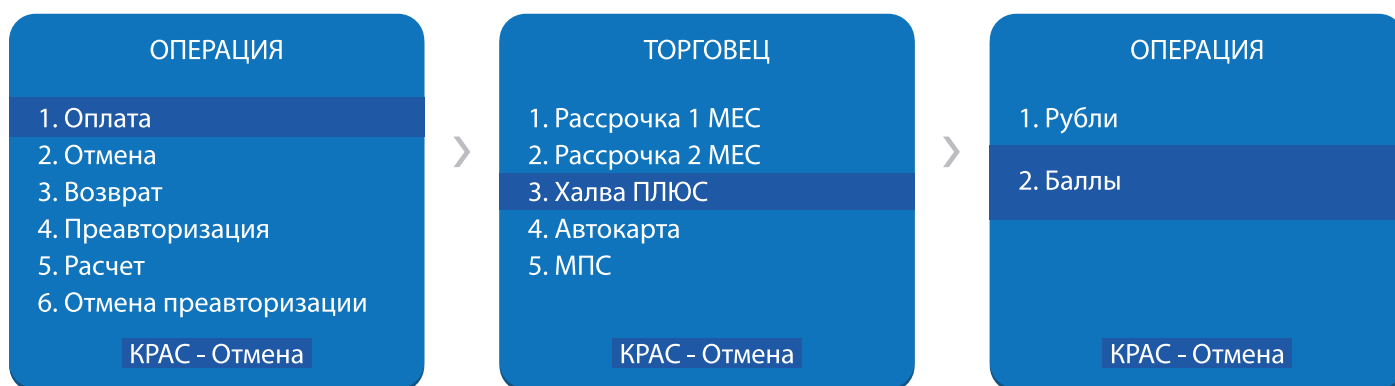 ОПЕРАЦИЯ
1. Оплата
2. Отмена
3. Возврат
4. Преавторизация
5. Расчет
6. Отмена преавторизации
КРАС - Отмена
ТОРГОВЕЦ
1. Рассрочка 1 МЕС
2. Рассрочка 2 МЕС
3. Халва ПЛЮС
4. Автокарта
5. МПС
КРАС - Отмена
ОПЕРАЦИЯ
1. Рубли
2. Баллы
КРАС - Отмена